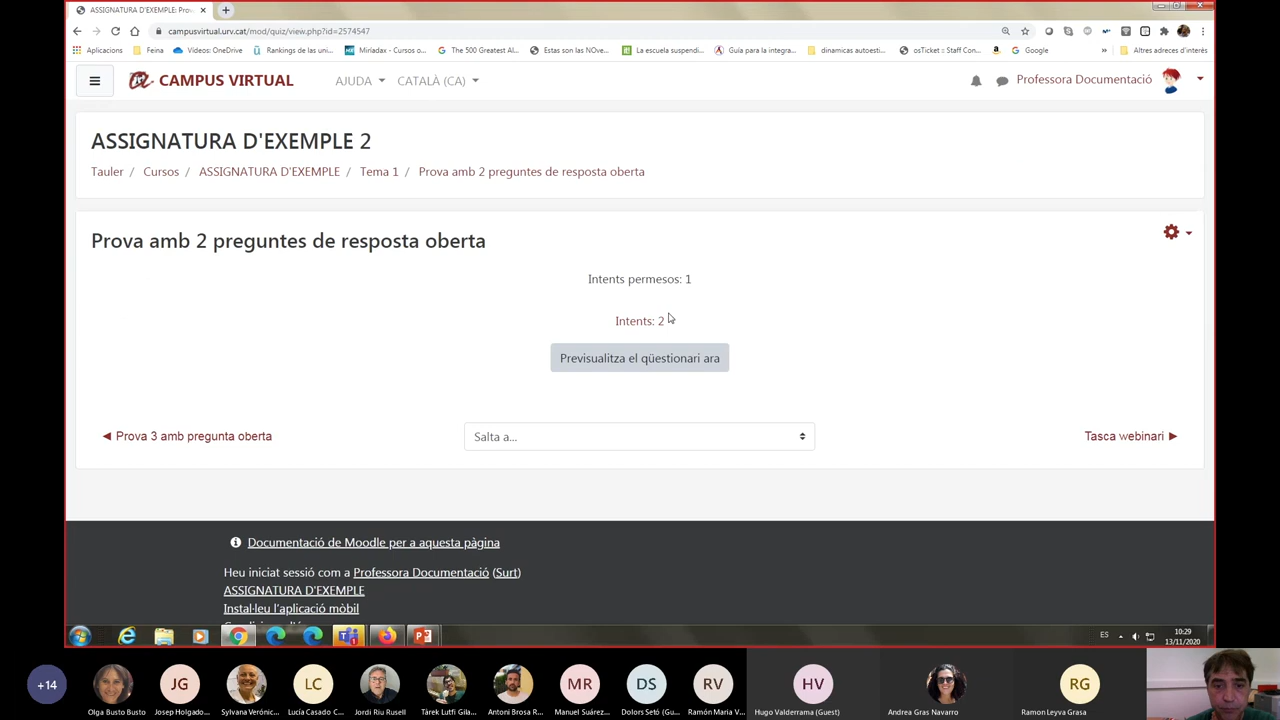 ASSIGNATURA D'EXEMPLE: Prov
campusvirtual.urv.cat/mod/quiz/view.php?id=2574547
Aplicacions
Feina
Vídeos: OneDrive
Rankings de las uni...
Miríadax - Cursos o...
The 500 Greatest Al...
Estas son las NOve...
La escuela suspendi...
Guia para la integra...
dinamicas autoesti...
osTicket :: Staff Con...
Google
»
Altres adreces d'interès
CAMPUS VIRTUAL
AJUDA
CATALÀ (CA)
Professora Documentació
ASSIGNATURA D'EXEMPLE 2
Tauler / Cursos / ASSIGNATURA D'EXEMPLE / Tema 1 / Prova amb 2 preguntes de resposta oberta
Prova amb 2 preguntes de resposta oberta
Intents permesos: 1
Intents: 2
Previsualitza el qüestionari ara
◄ Prova 3 amb pregunta oberta
Salta a...
Tasca webinari ►
Documentació de Moodle per a aquesta pàgina
Heu iniciat sessió com a Professora Documentació (Surt)
ASSIGNATURA D'EXEMPLE
Instal·leu l'aplicació mòbil
ES
10:29
13/11/2020
+14
JG
LC
MR
DS
RV
HV
RG
Olga Busto Busto
Josep Holgado...
Sylvana Verónic...
Lucía Casado C...
Jordi Riu Rusell
Tàrek Lutfi Gila...
Antoni Brosa R...
Manuel Suárez...
Dolors Setó (Gu...
Ramón Maria V...
Hugo Valderrama (Guest)
Andrea Gras Navarro
Ramon Leyva Grasa